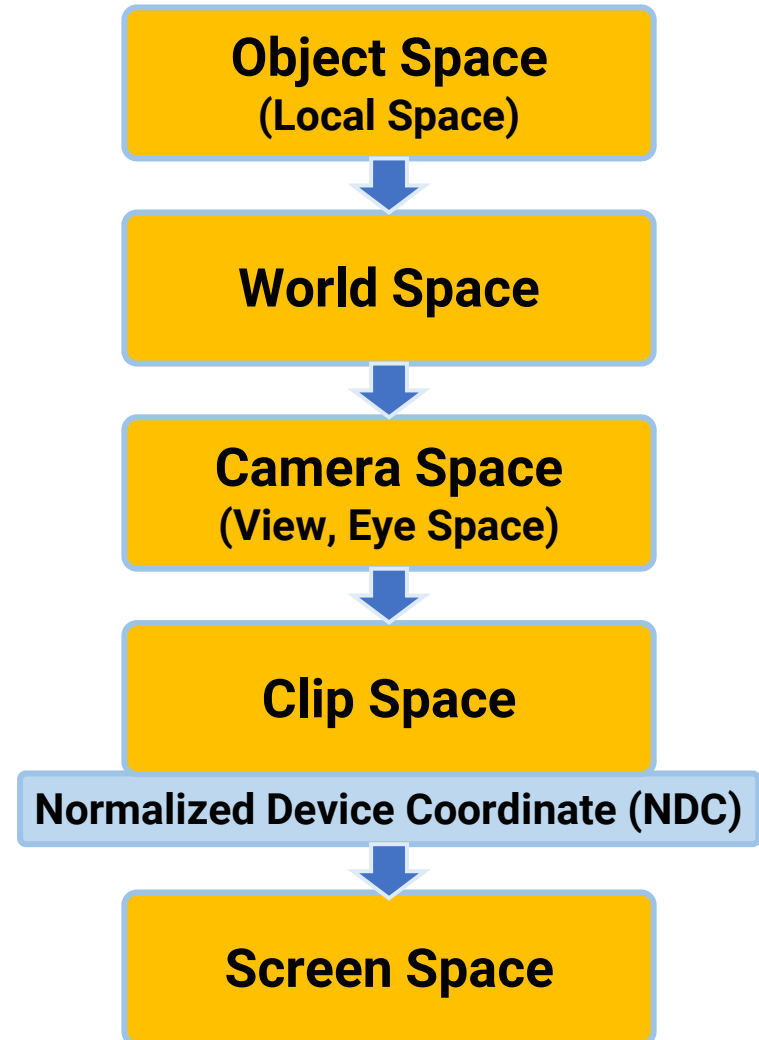 Object Space
(Local Space)
World Space
Camera Space
(View, Eye Space)
Clip Space
Normalized Device Coordinate (NDC)
Screen Space